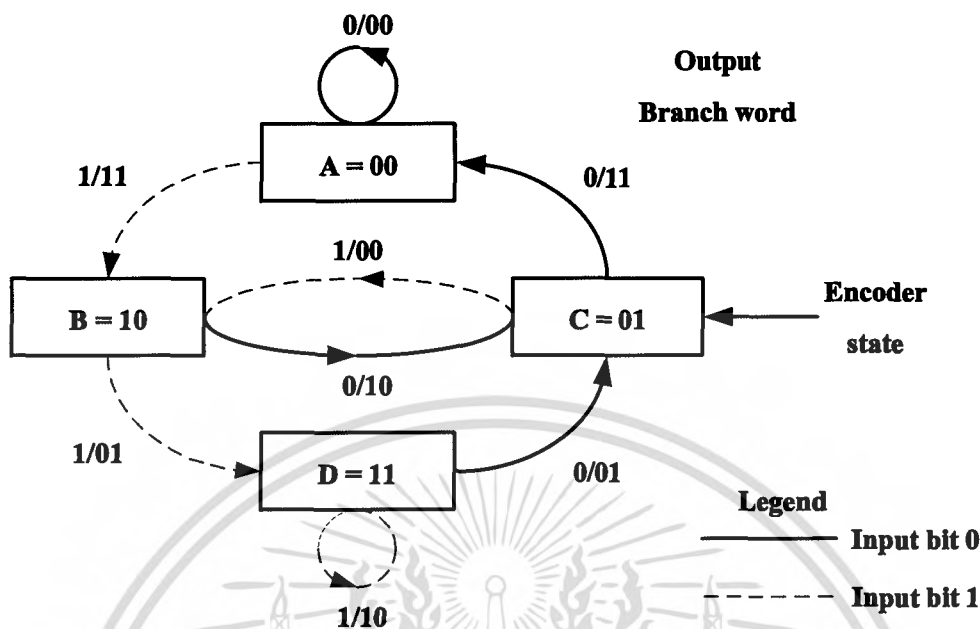 0/00
Output
Branch word
A = 00
1/11
0/11
1/00
B = 10
C = 01
Encoder
state
0/10
1/01
D = 11
0/01
Legend
Input bit 0
Input bit 1
1/10